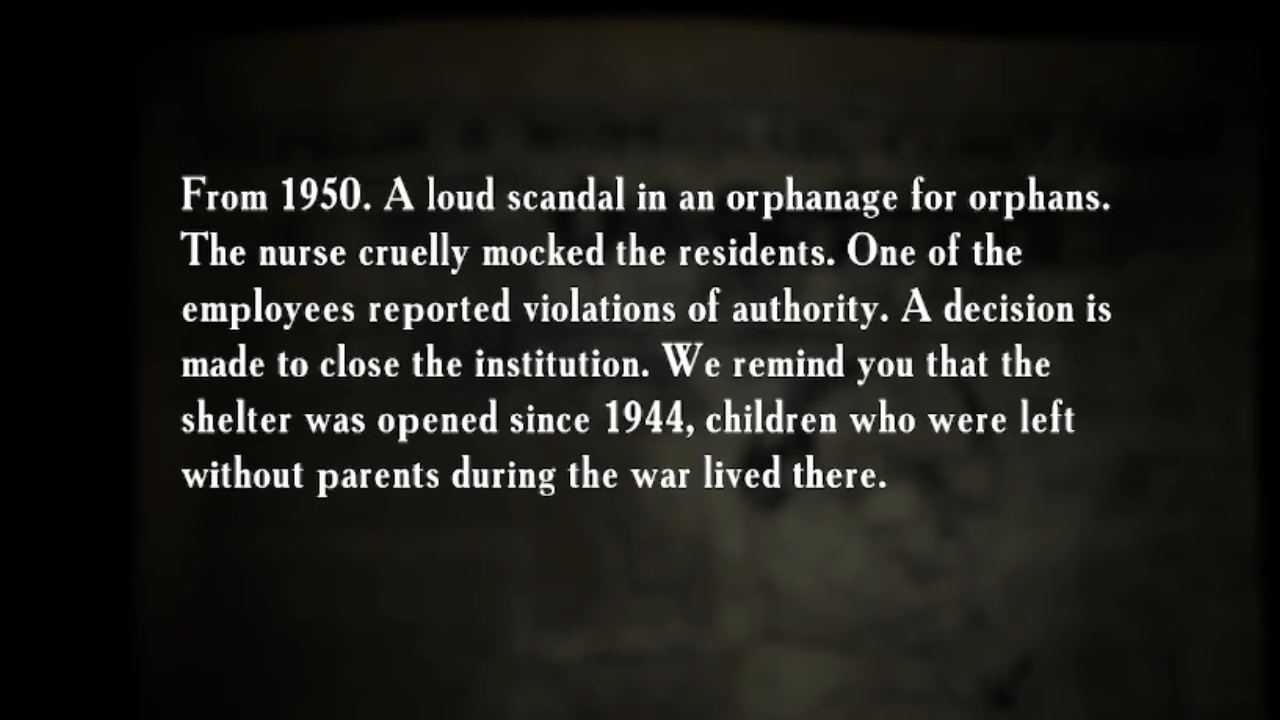 From 1950. A loud scandal in an orphanage for orphans.
The nurse cruelly mocked the residents. One of the
employees reported violations of authority. A decision is
made to close the institution. We remind you that the
shelter was opened since 1944, children who were left
without parents during the war lived there.